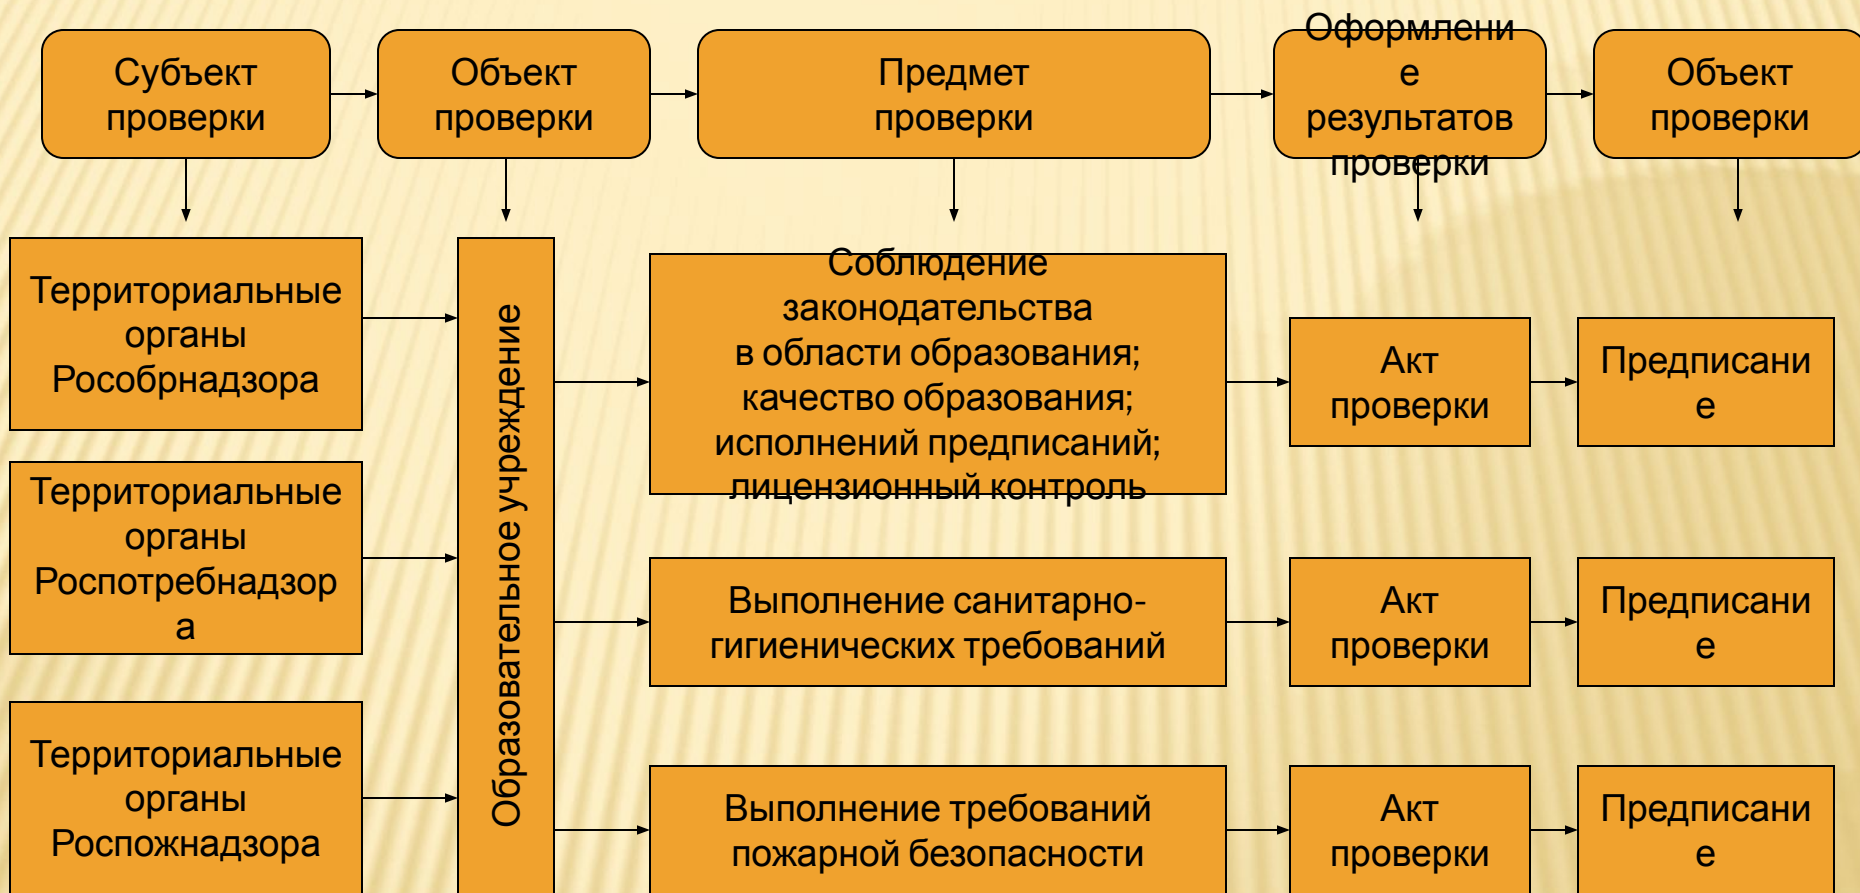 Субъект
проверки
Объект
проверки
Предмет
проверки
Оформлени
е
результатов
проверки
Объект
проверки
Территориальные
органы
Рособрнадзора
Территориальные
органы
Роспотребнадзор
а
Территориальные
органы
Роспожнадзора
Образовательное учреждение
Соблюдение
законодательства
в области образования;
качество образования;
исполнений предписаний;
лицензионный контроль
Акт
проверки
Предписани
е
Выполнение санитарно-
гигиенических требований
Акт
проверки
Предписани
е
Выполнение требований
пожарной безопасности
Акт
проверки
Предписани
е